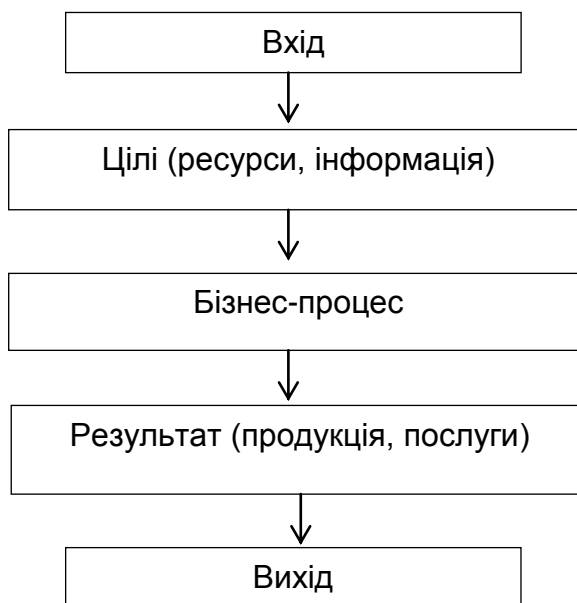 Вхід
Цілі (ресурси, інформація)
Бізнес-процес
Результат (продукція, послуги)
Вихід